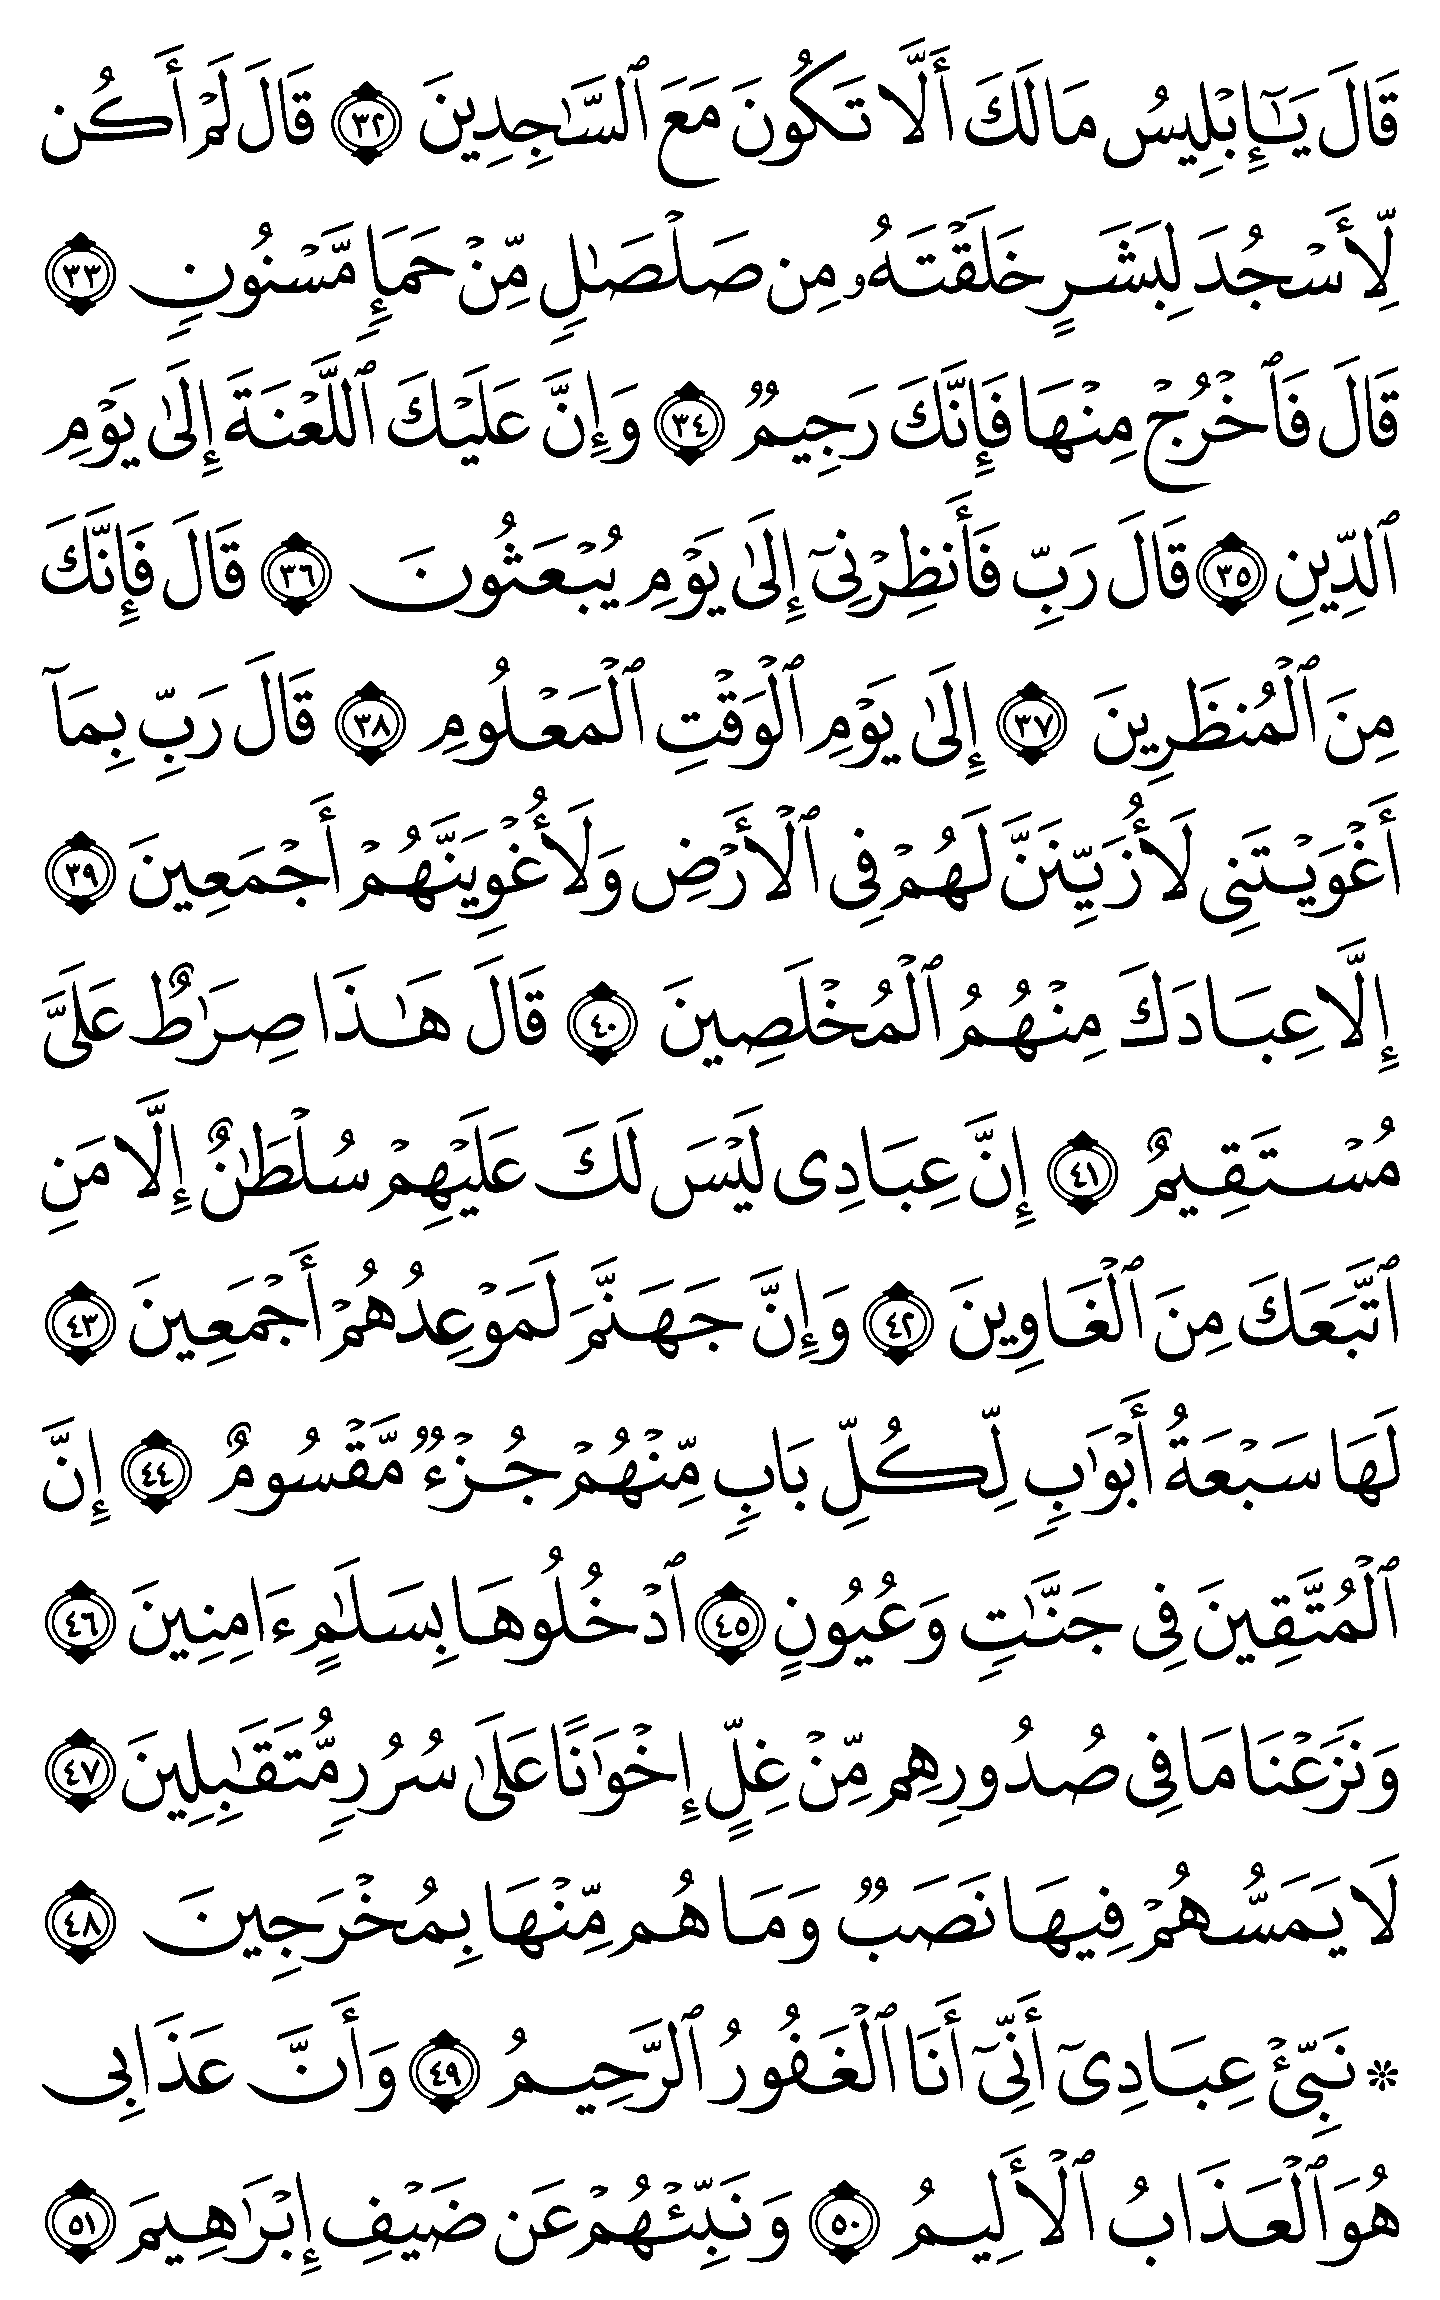 قَالَ يَـٰٓإِبْلِيسُ مَا لَكَ أَلَّا تَكُونَ مَعَ ٱلسَّـٰجِدِينَ ٣٢ قَالَ لَمْ أَكُن
لِّأَسْجُدَ لِبَشَرٍ خَلَقْتَهُۥ مِن صَلْصَـٰلٍ مِّنْ حَمَإٍ مَّسْنُونٍ ٣٣
قَالَ فَٱخْرُجْ مِنْهَا فَإِنَّكَ رَجِيمٌ ٣٤ وَإِنَّ عَلَيْكَ ٱللَّعْنَةَ إِلَىٰ يَوْمِ
ٱلدِّينِ ٣٥ قَالَ رَبِّ فَأَنظِرْنِىٓ إِلَىٰ يَوْمِ يُبْعَثُونَ ٣٦ قَالَ فَإِنَّكَ
مِنَ ٱلْمُنظَرِينَ ٣٧ إِلَىٰ يَوْمِ ٱلْوَقْتِ ٱلْمَعْلُومِ ٣٨ قَالَ رَبِّ بِمَآ
أَغْوَيْتَنِى لَأُزَيِّنَنَّ لَهُمْ فِى ٱلْأَرْضِ وَلَأُغْوِيَنَّهُمْ أَجْمَعِينَ ٣٩
إِلَّا عِبَادَكَ مِنْهُمُ ٱلْمُخْلَصِينَ ٤٠ قَالَ هَـٰذَا صِرَٰطٌ عَلَىَّ
مُسْتَقِيمٌ ٤١ إِنَّ عِبَادِى لَيْسَ لَكَ عَلَيْهِمْ سُلْطَـٰنٌ إِلَّا مَنِ
ٱتَّبَعَكَ مِنَ ٱلْغَاوِينَ ٤٢ وَإِنَّ جَهَنَّمَ لَمَوْعِدُهُمْ أَجْمَعِينَ ٤٣
لَهَا سَبْعَةُ أَبْوَٰبٍ لِّكُلِّ بَابٍ مِّنْهُمْ جُزْءٌ مَّقْسُومٌ ٤٤ إِنَّ
ٱلْمُتَّقِينَ فِى جَنَّـٰتٍ وَعُيُونٍ ٤٥ ٱدْخُلُوهَا بِسَلَـٰمٍ ءَامِنِينَ ٤٦
وَنَزَعْنَا مَا فِى صُدُورِهِم مِّنْ غِلٍّ إِخْوَٰنًا عَلَىٰ سُرُرٍ مُّتَقَـٰبِلِينَ ٤٧
لَا يَمَسُّهُمْ فِيهَا نَصَبٌ وَمَا هُم مِّنْهَا بِمُخْرَجِينَ ٤٨
۞ نَبِّئْ عِبَادِىٓ أَنِّىٓ أَنَا ٱلْغَفُورُ ٱلرَّحِيمُ ٤٩ وَأَنَّ عَذَابِى
هُوَ ٱلْعَذَابُ ٱلْأَلِيمُ ٥٠ وَنَبِّئْهُمْ عَن ضَيْفِ إِبْرَٰهِيمَ ٥١